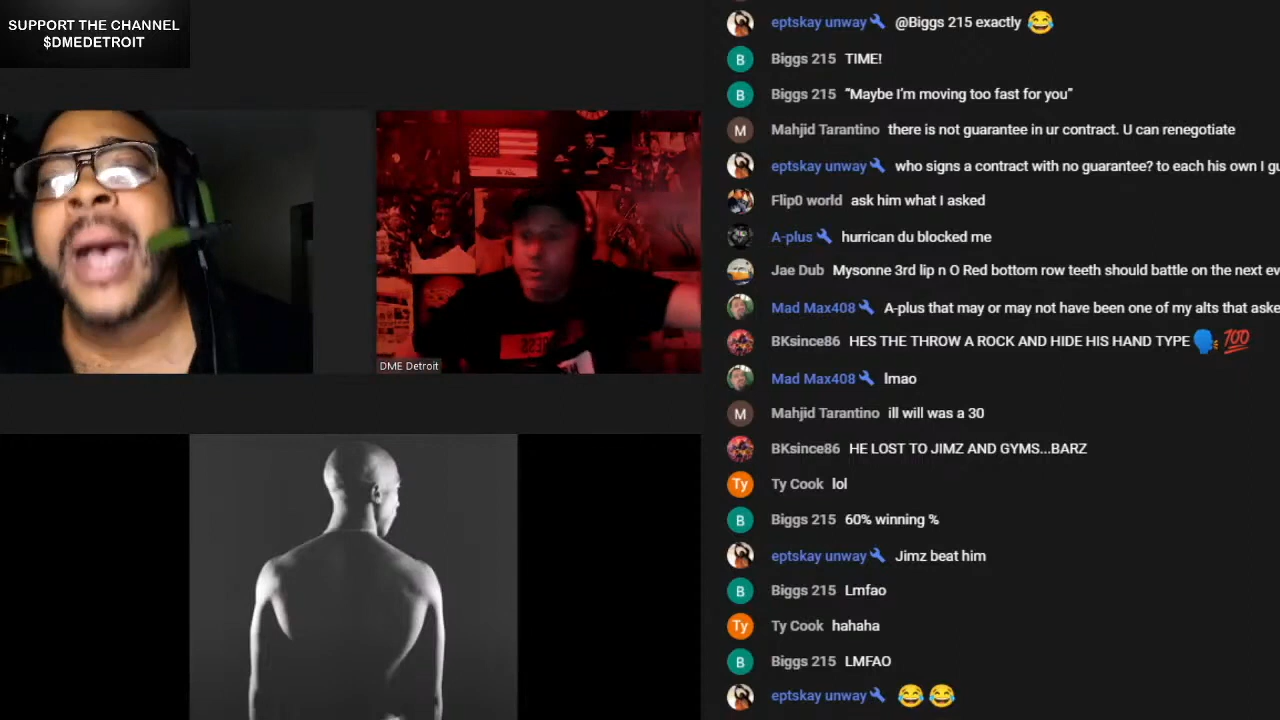 SUPPORT THE CHANNEL
$DMEDETROIT
DME Detroit
eptskay unway @Biggs 215 exactly 😂
B Biggs 215 TIME!
B Biggs 215 “Maybe I’m moving too fast for you”
M Mahjid Tarantino there is not guarantee in ur contract. U can renegotiate
eptskay unway who signs a contract with no guarantee? to each his own I
Flip0 world ask him what I asked
A-plus hurrican du blocked me
Jae Dub Mysonne 3rd lip n O Red bottom row teeth should battle on the next
Mad Max408 A-plus that may or may not have been one of my alts that
BKsince86 HES THE THROW A ROCK AND HIDE HIS HAND TYPE 🗣💯
Mad Max408 lmao
M Mahjid Tarantino ill will was a 30
BKsince86 HE LOST TO JIMZ AND GYMS...BARZ
Ty Ty Cook lol
B Biggs 215 60% winning %
eptskay unway Jimz beat him
B Biggs 215 Lmfao
Ty Ty Cook hahaha
B Biggs 215 LMFAO
eptskay unway 😂 😂